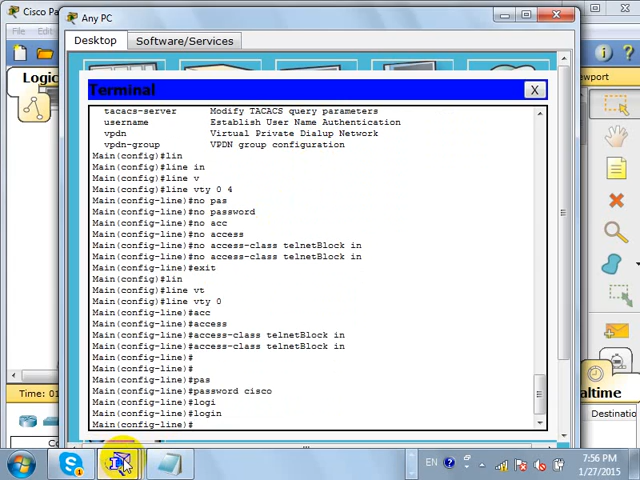 Cisco Pa
Any PC
File
Desktop
Software/Services
Logic
ewport
Terminal
X
tacacs-server Modify TACACS query parameters
username Establish User Name Authentication
vpdn Virtual Private Dialup Network
vpdn-group VPDN group configuration
Main(config)#lin
Main(config)#line in
Main(config)#line v
Main(config)#line vty 0 4
Main(config-line)#no pas
Main(config-line)#no password
Main(config-line)#no acc
Main(config-line)#no access
Main(config-line)#no access-class telnetBlock in
Main(config-line)#no access-class telnetBlock in
Main(config-line)#exit
Main(config)#lin
Main(config)#line vt
Main(config)#line vty 0
Main(config-line)#acc
Main(config-line)#access
Main(config-line)#access-class telnetBlock in
Main(config-line)#access-class telnetBlock in
Main(config-line)#
Main(config-line)#
Main(config-line)#pas
Main(config-line)#password cisco
Main(config-line)#logi
Main(config-line)#login
Main(config-line)#
Time: 01
ealtime
Destinatio
Co
EN
7:56 PM
1/27/2015